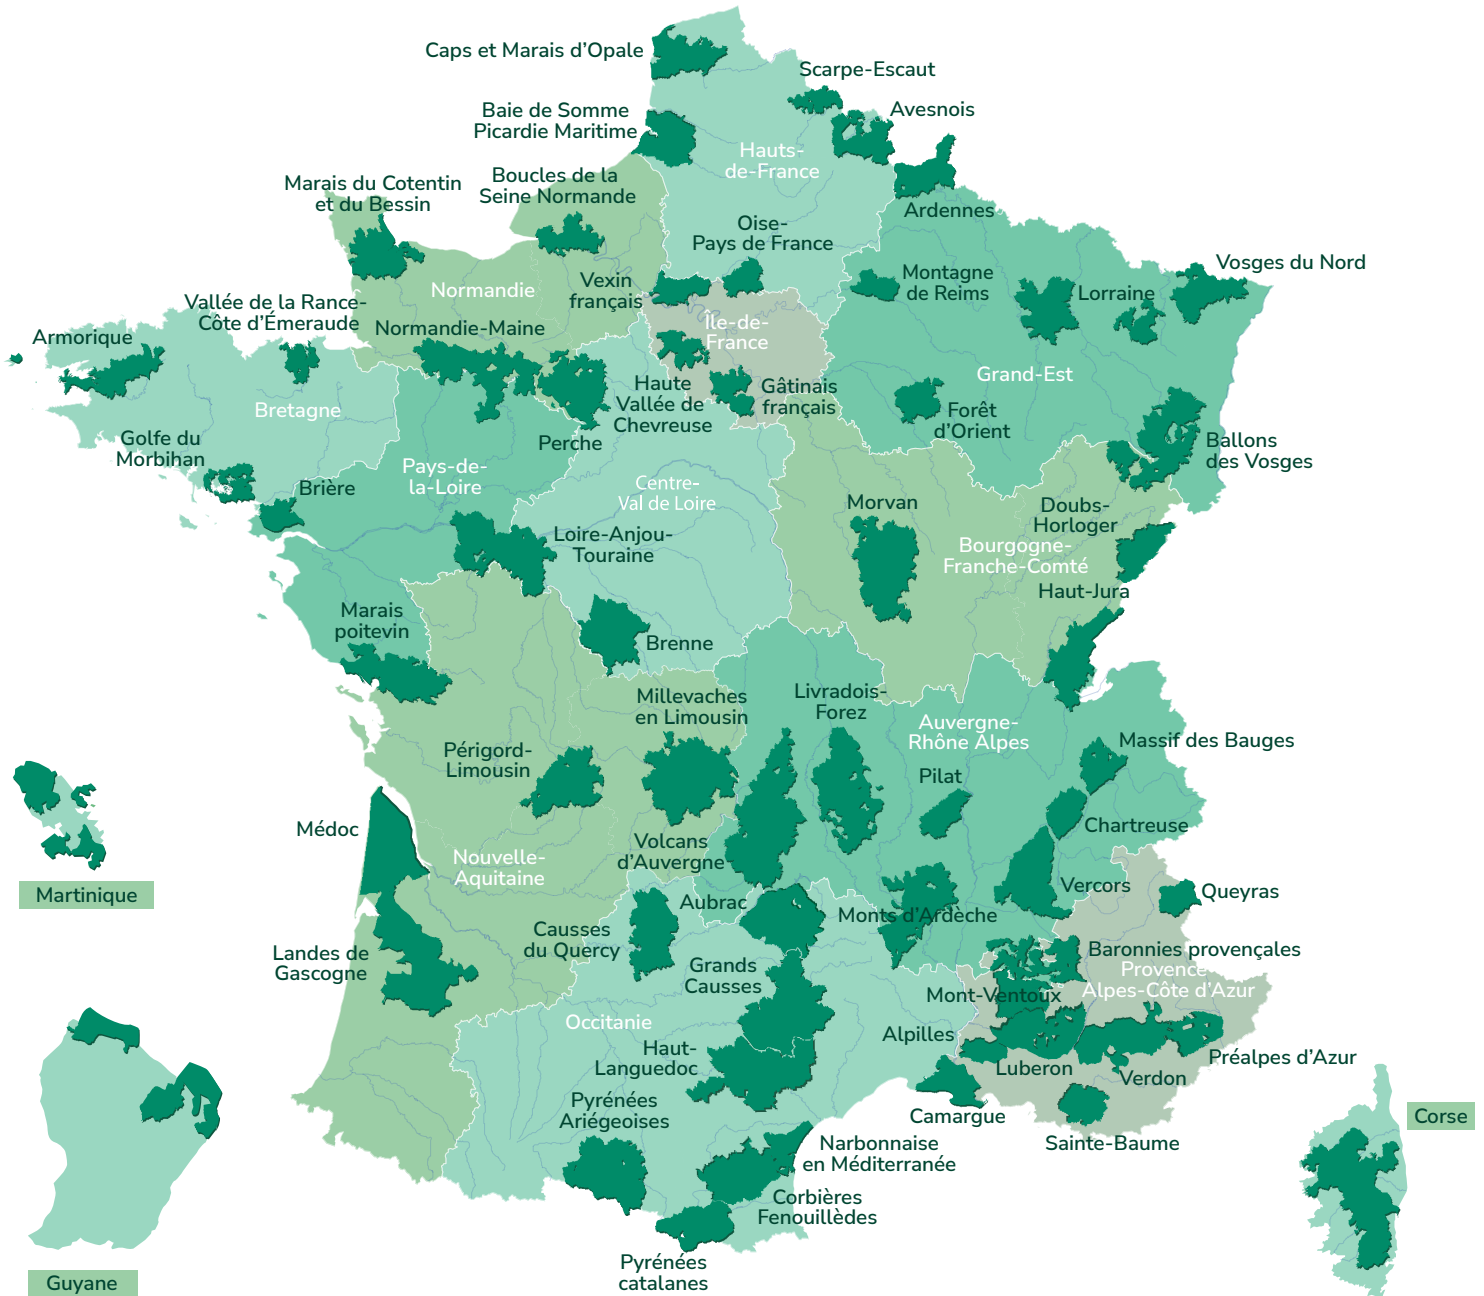 Caps et Marais d’Opale
Scarpe-Escaut
Baie de Somme
Picardie Maritime
Avesnois
Hauts-
de-France
Marais du Cotentin
et du Bessin
Boucles de la
Seine Normande
Ardennes
Oise-
Pays de France
Vosges du Nord
Montagne
de Reims
Lorraine
Vexin
français
Normandie
Vallée de la Rance-
Côte d’Émeraude
Normandie-Maine
Armorique
Île-de-
France
Grand-Est
Haute
Vallée de
Chevreuse
Gâtinais
français
Bretagne
Forêt
d’Orient
Perche
Golfe du
Morbihan
Ballons
des Vosges
Pays-de-
la-Loire
Brière
Centre-
Val de Loire
Morvan
Doubs-
Horloger
Loire-Anjou-
Touraine
Bourgogne-
Franche-Comté
Haut-Jura
Marais
poitevin
Brenne
Millevaches
en Limousin
Livradois-
Forez
Auvergne-
Rhône Alpes
Massif des Bauges
Périgord-
Limousin
Pilat
Médoc
Chartreuse
Volcans
d’Auvergne
Nouvelle-
Aquitaine
Martinique
Vercors
Queyras
Aubrac
Monts d’Ardèche
Causses
du Quercy
Landes de
Gascogne
Baronnies provençales
Grands
Causses
Provence
Alpes-Côte d’Azur
Mont-Ventoux
Occitanie
Alpilles
Haut-
Languedoc
Préalpes d’Azur
Luberon
Verdon
Pyrénées
Ariégeoises
Camargue
Corse
Sainte-Baume
Narbonnaise
en Méditerranée
Corbières
Fenouillèdes
Pyrénées
catalanes
Guyane